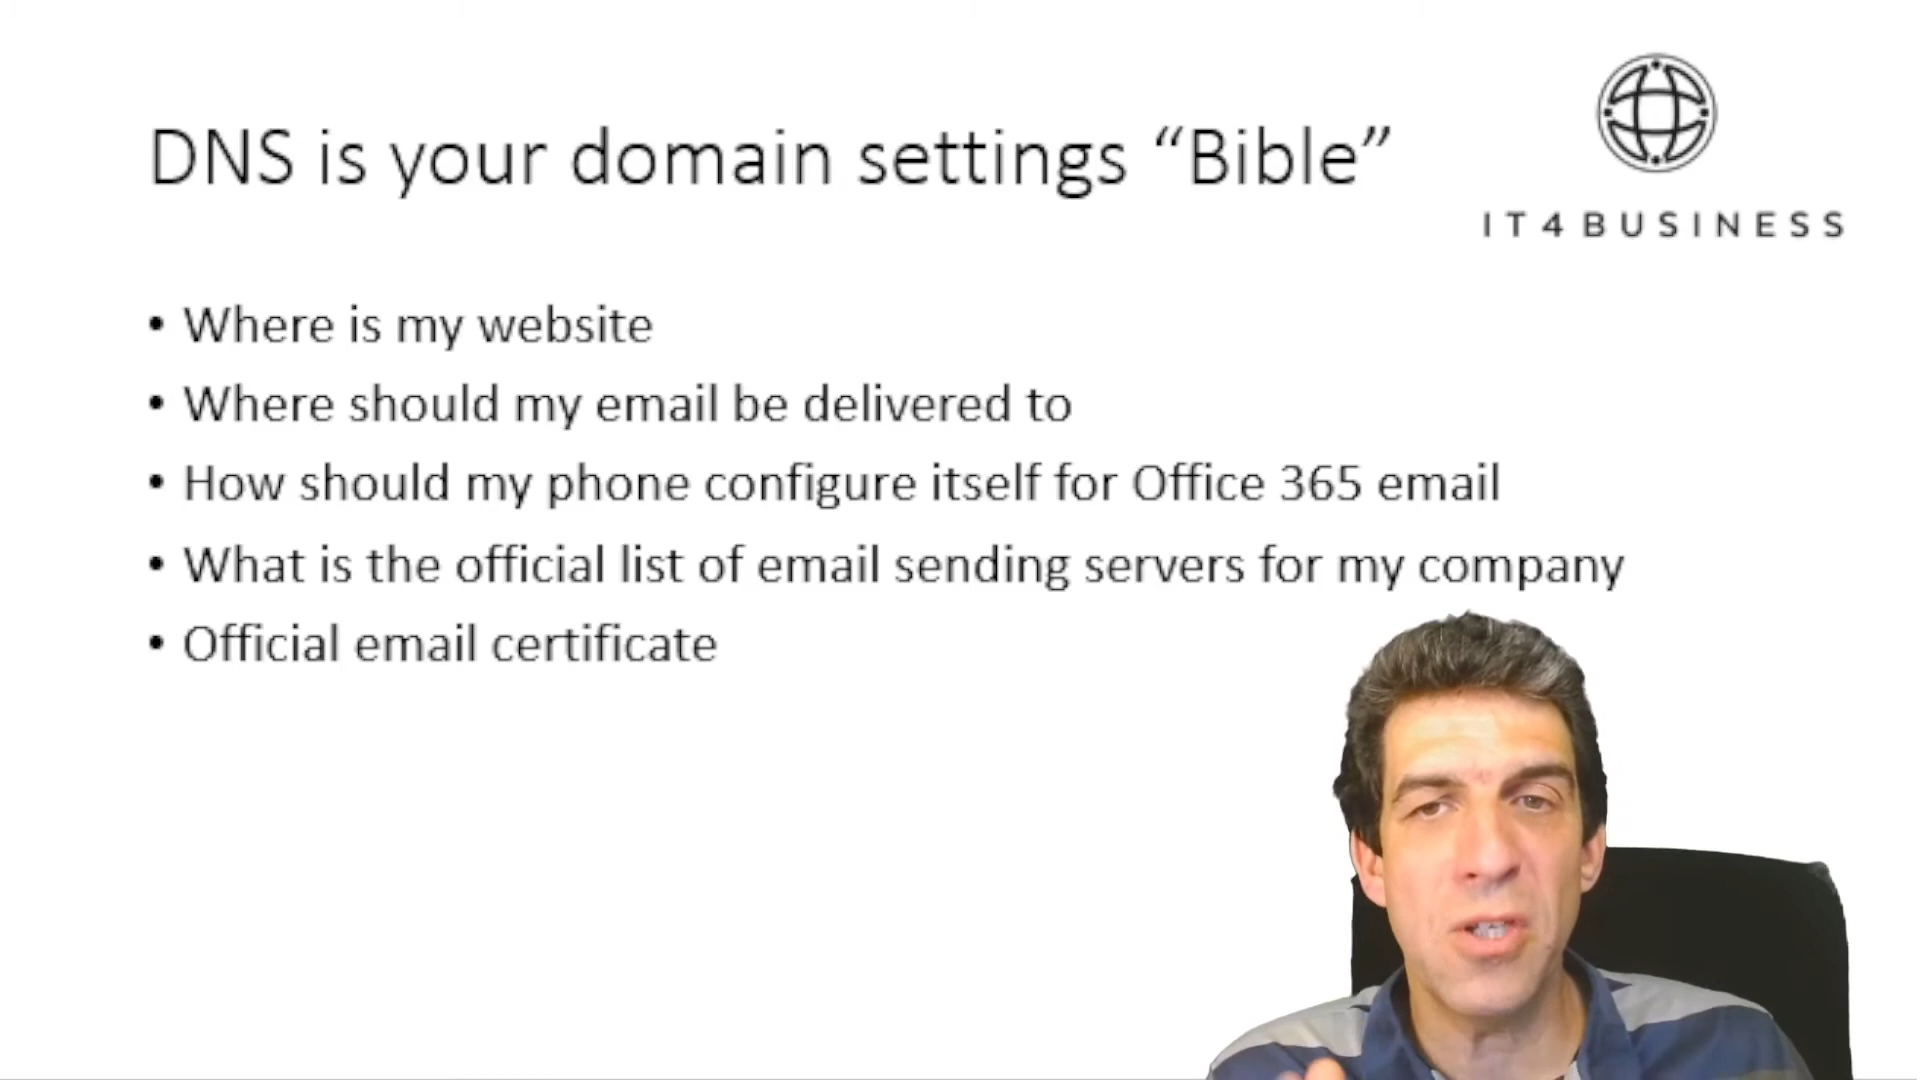 DNS is your domain settings “Bible”
IT4BUSINESS
• Where is my website
• Where should my email be delivered to
• How should my phone configure itself for Office 365 email
• What is the official list of email sending servers for my company
• Official email certificate